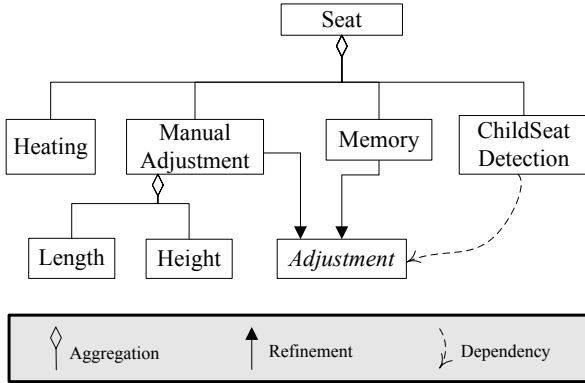 Seat
Heating
Manual
Adjustment
Memory
ChildSeat
Detection
Length
Height
Adjustment
Aggregation
Refinement
Dependency